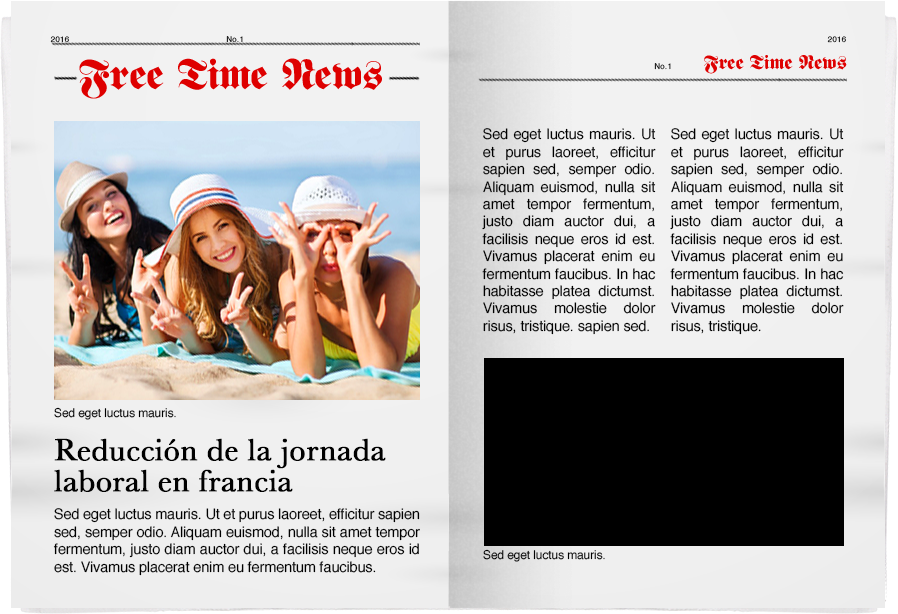 2016
No.1
Free Time News
Sed eget luctus mauris.
Reducción de la jornada
laboral en francia
Sed eget luctus mauris. Ut et purus laoreet, efficitur sapien
sed, semper odio. Aliquam euismod, nulla sit amet tempor
fermentum, justo diam auctor dui, a facilisis neque eros id
est. Vivamus placerat enim eu fermentum faucibus.
2016
No.1
Free Time News
Sed eget luctus mauris. Ut
et purus laoreet, efficitur
sapien sed, semper odio.
Aliquam euismod, nulla sit
amet tempor fermentum,
justo diam auctor dui, a
facilisis neque eros id est.
Vivamus placerat enim eu
fermentum faucibus. In hac
habitasse platea dictumst.
Vivamus molestie dolor
risus, tristique. sapien sed.
Sed eget luctus mauris. Ut
et purus laoreet, efficitur
sapien sed, semper odio.
Aliquam euismod, nulla sit
amet tempor fermentum,
justo diam auctor dui, a
facilisis neque eros id est.
Vivamus placerat enim eu
fermentum faucibus. In hac
habitasse platea dictumst.
Vivamus molestie dolor
risus, tristique.
Sed eget luctus mauris.